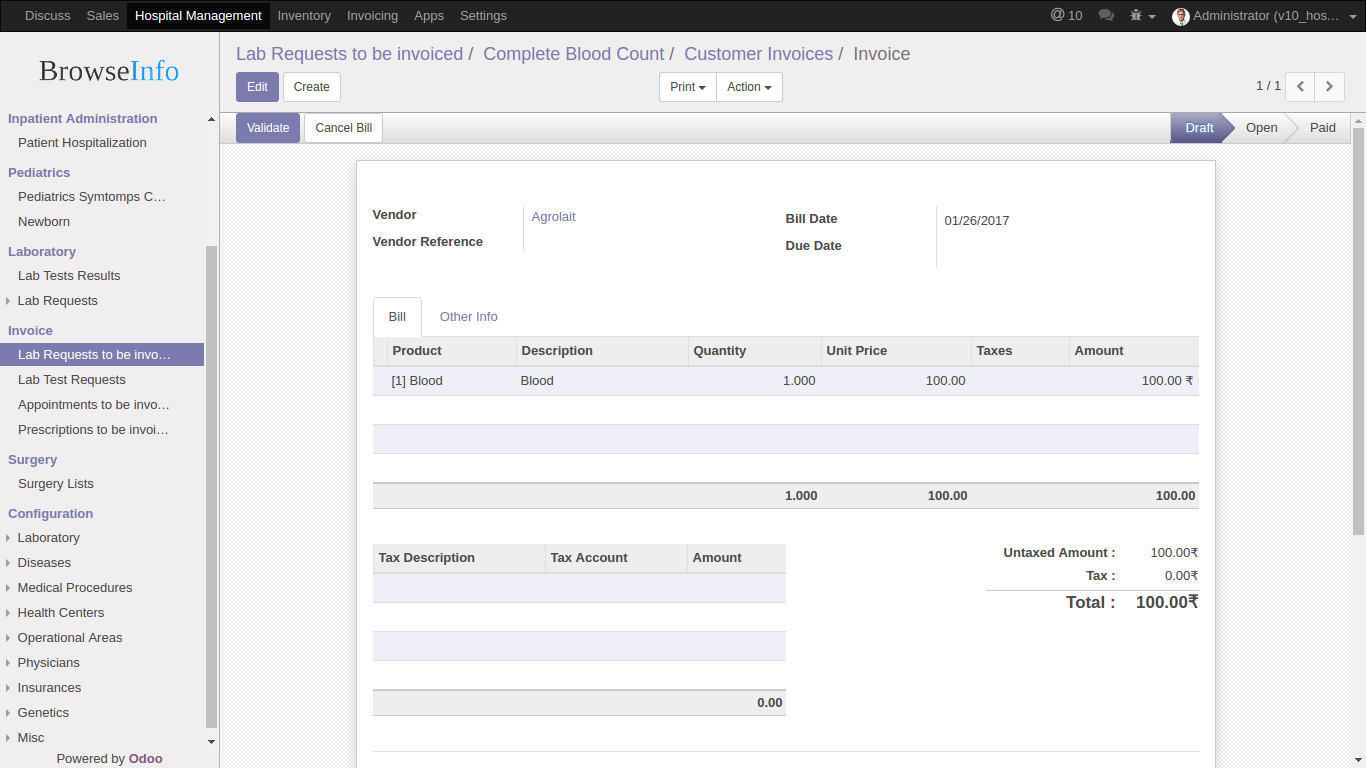 Discuss Sales Hospital Management Inventory Invoicing Apps Settings @ 10 Administrator (v10_hos...
BrowseInfo
Inpatient Administration
Patient Hospitalization
Pediatrics
Pediatrics Symtomps C...
Newborn
Laboratory
Lab Tests Results
Lab Requests
Invoice
Lab Requests to be invo...
Lab Test Requests
Appointments to be invo...
Prescriptions to be invoi...
Surgery
Surgery Lists
Configuration
Laboratory
Diseases
Medical Procedures
Health Centers
Operational Areas
Physicians
Insurances
Genetics
Misc
Powered by Odoo
Lab Requests to be invoiced / Complete Blood Count / Customer Invoices / Invoice
Edit Create Print Action 1 / 1
Validate Cancel Bill Draft Open Paid
Vendor Agrolait Bill Date 01/26/2017
Vendor Reference Due Date
Bill Other Info
Product Description Quantity Unit Price Taxes Amount
[1] Blood Blood 1.000 100.00 100.00 ₹
1.000 100.00 100.00
Tax Description Tax Account Amount
0.00
Untaxed Amount : 100.00₹
Tax : 0.00₹
Total : 100.00₹